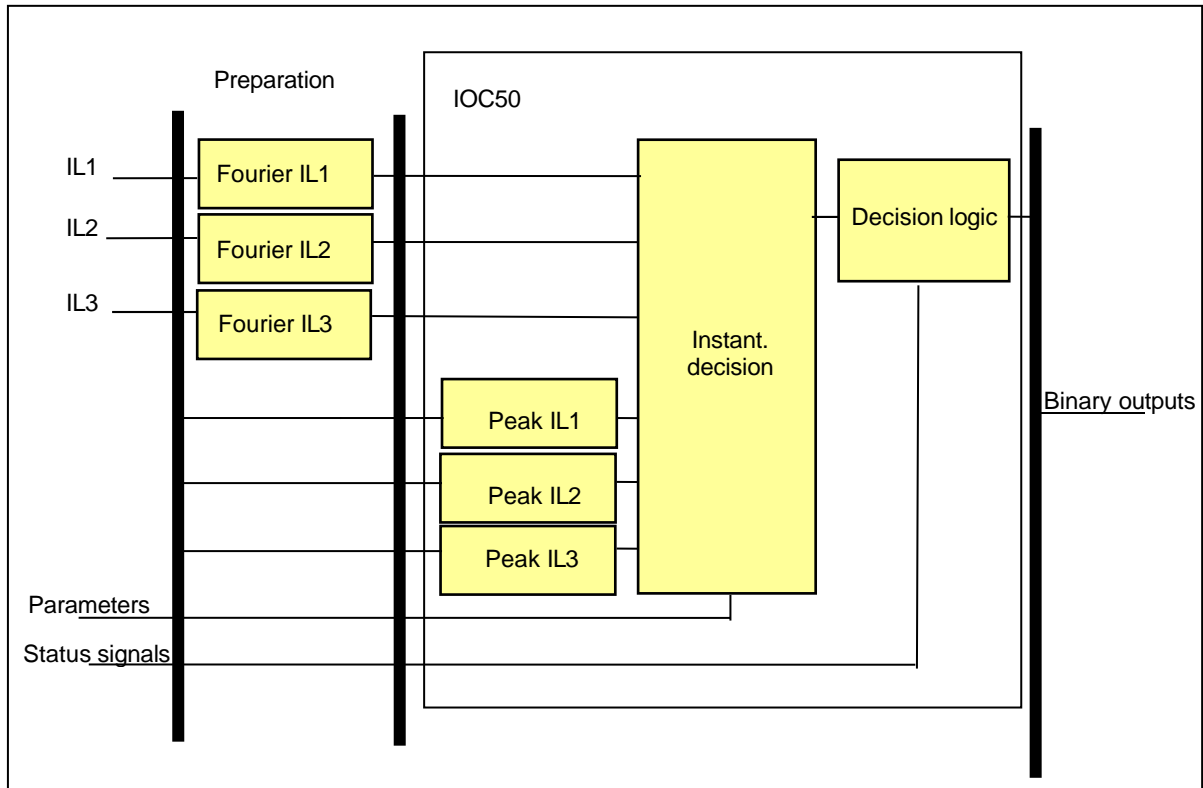 Preparation
IOC50
IL1
Fourier IL1
IL2
Fourier IL2
IL3
Fourier IL3
Decision logic
Instant.
decision
Peak IL1
Peak IL2
Peak IL3
Binary outputs
Parameters
Status signals